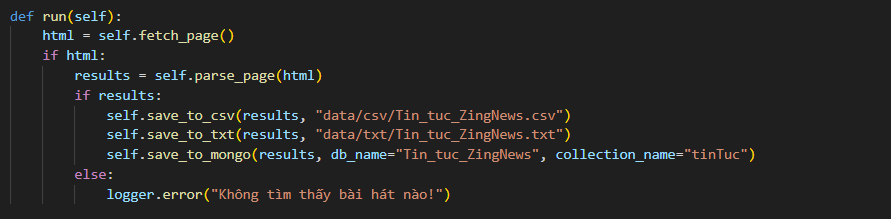 def run(self):
    html = self.fetch_page()
    if html:
        results = self.parse_page(html)
        if results:
            self.save_to_csv(results, "data/csv/Tin_tuc_ZingNews.csv")
            self.save_to_txt(results, "data/txt/Tin_tuc_ZingNews.txt")
            self.save_to_mongo(results, db_name="Tin_tuc_ZingNews", collection_name="tinTuc")
        else:
            logger.error("Không tìm thấy bài hát nào!")